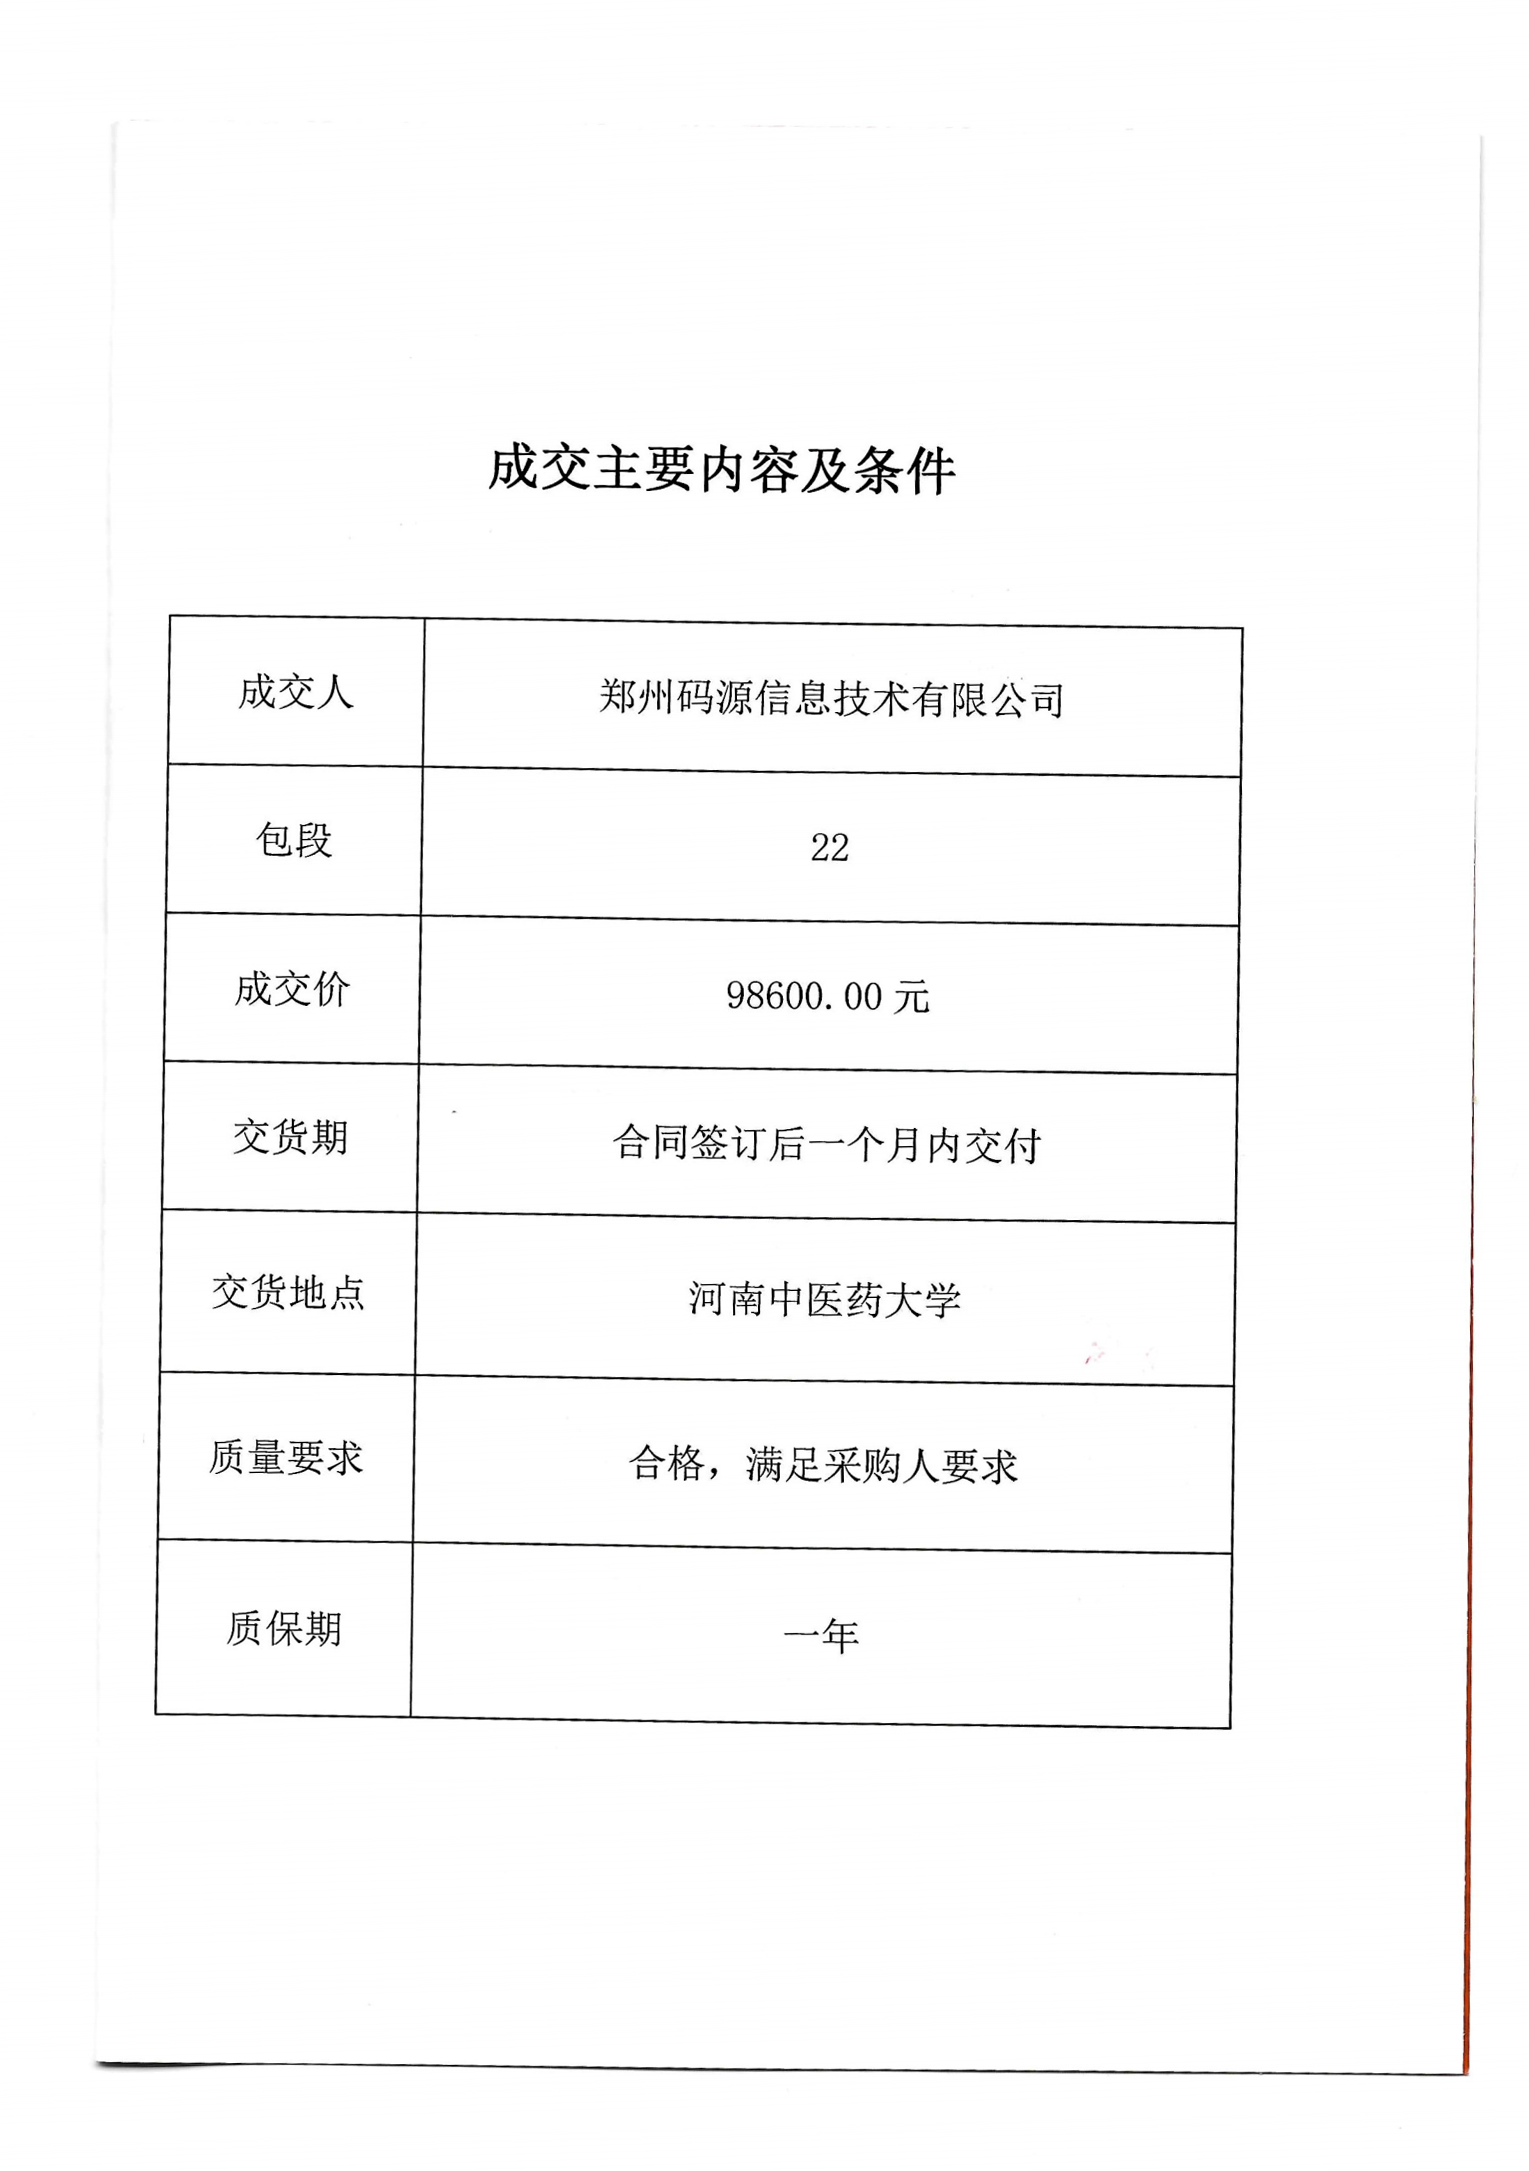 成交主要内容及条件
成交人 郑州码源信息技术有限公司
包段 22
成交价 98600.00 元
交货期 合同签订后一个月内交付
交货地点 河南中医药大学
质量要求 合格，满足采购人要求
质保期 一年